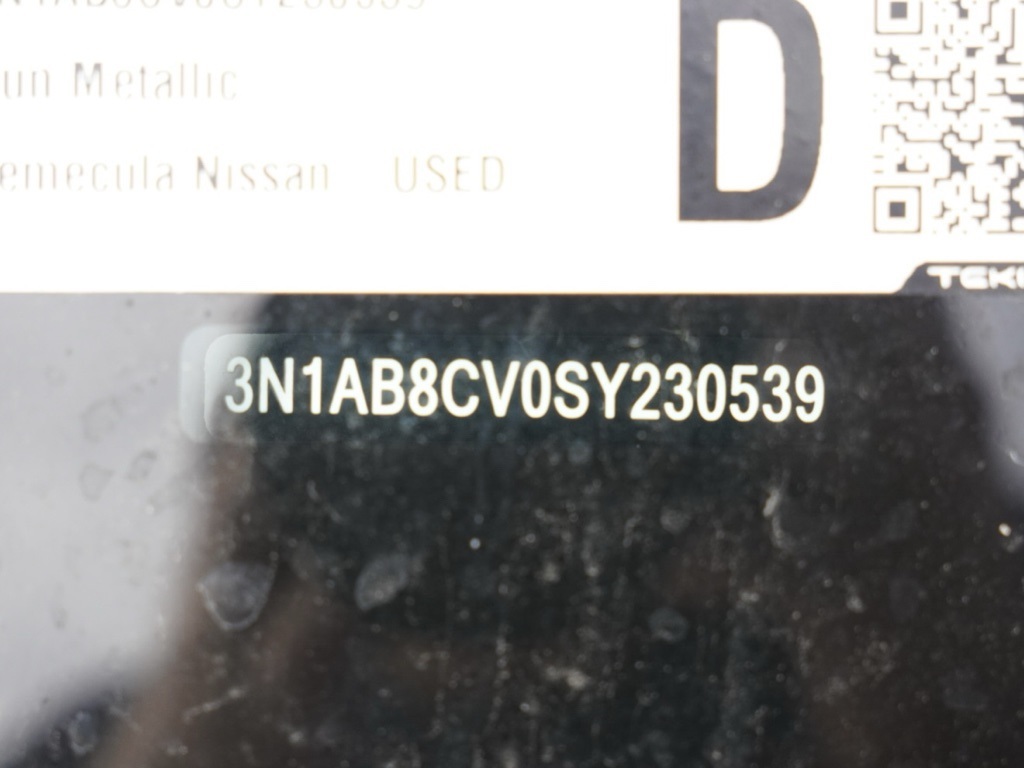 un Metallic
emecula Nissan USED
D
TEK
3N1AB8CV0SY230539